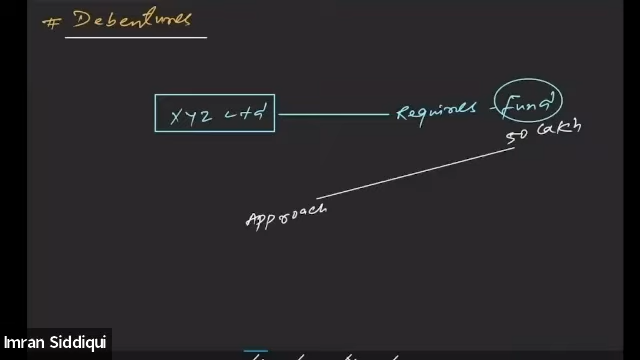 # Debentures
XYZ Ltd Requires Fund
50 Lakh
Approach
Imran Siddiqui